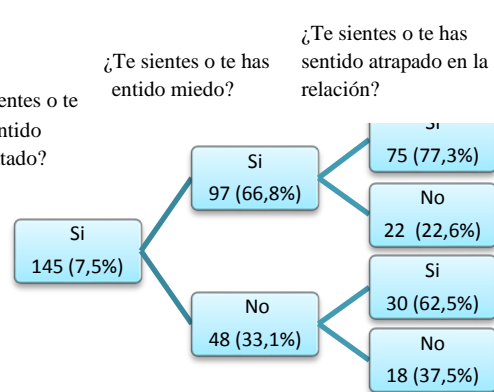 ¿Te sientes o te has
sentido atrapado en la
relación?
¿Te sientes o te has
entido miedo?
entes o te
ntido
tado?
Si
75 (77,3%)
Si
97 (66,8%)
No
22 (22,6%)
Si
145 (7,5%)
Si
30 (62,5%)
No
48 (33,1%)
No
18 (37,5%)